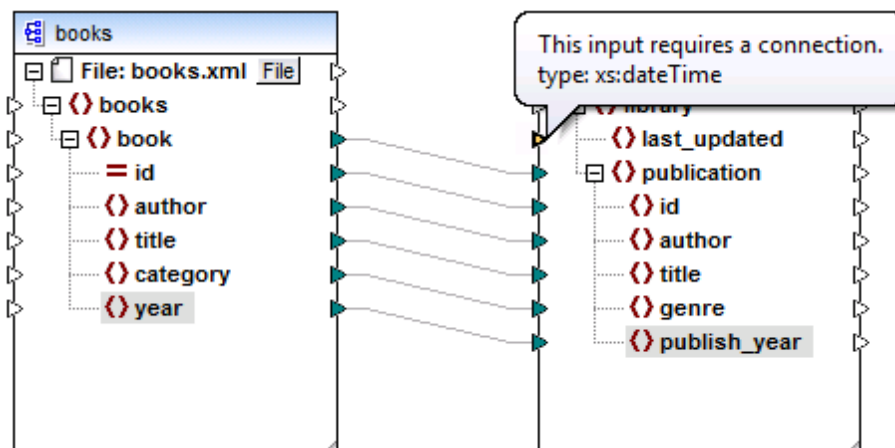 books
File: books.xml File
books
book
id
author
title
category
year
This input requires a connection.
type: xs:dateTime
library
last_updated
publication
id
author
title
genre
publish_year